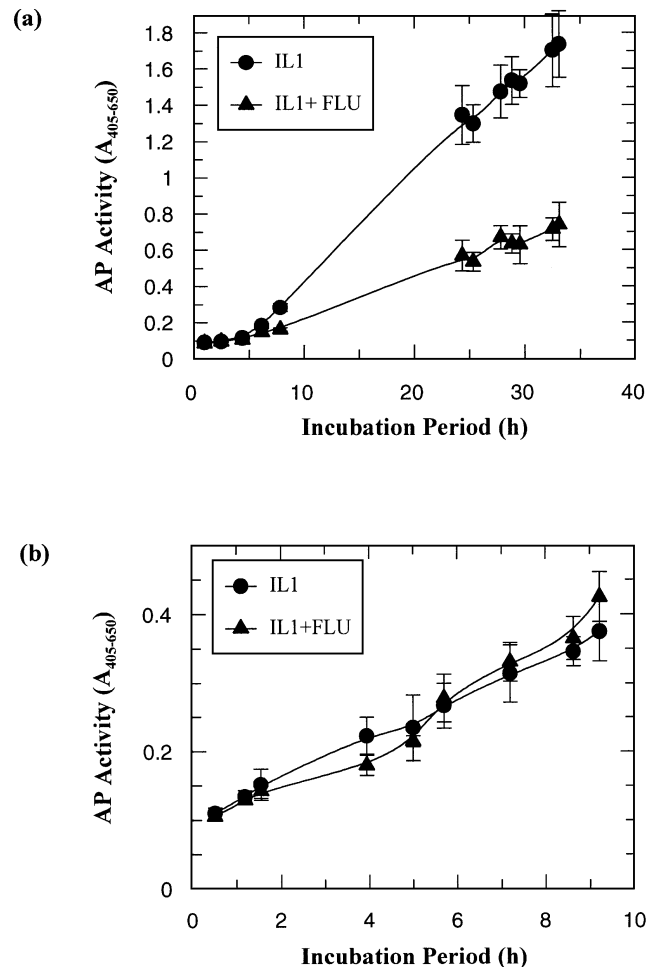 (a)
AP Activity (A405-650)
1.8
1.6
1.4
1.2
1
0.8
0.6
0.4
0.2
0
IL1
IL1+ FLU
0
10
20
30
40
Incubation Period (h)
(b)
AP Activity (A405-650)
0.4
0.2
0
IL1
IL1+FLU
0
2
4
6
8
10
Incubation Period (h)